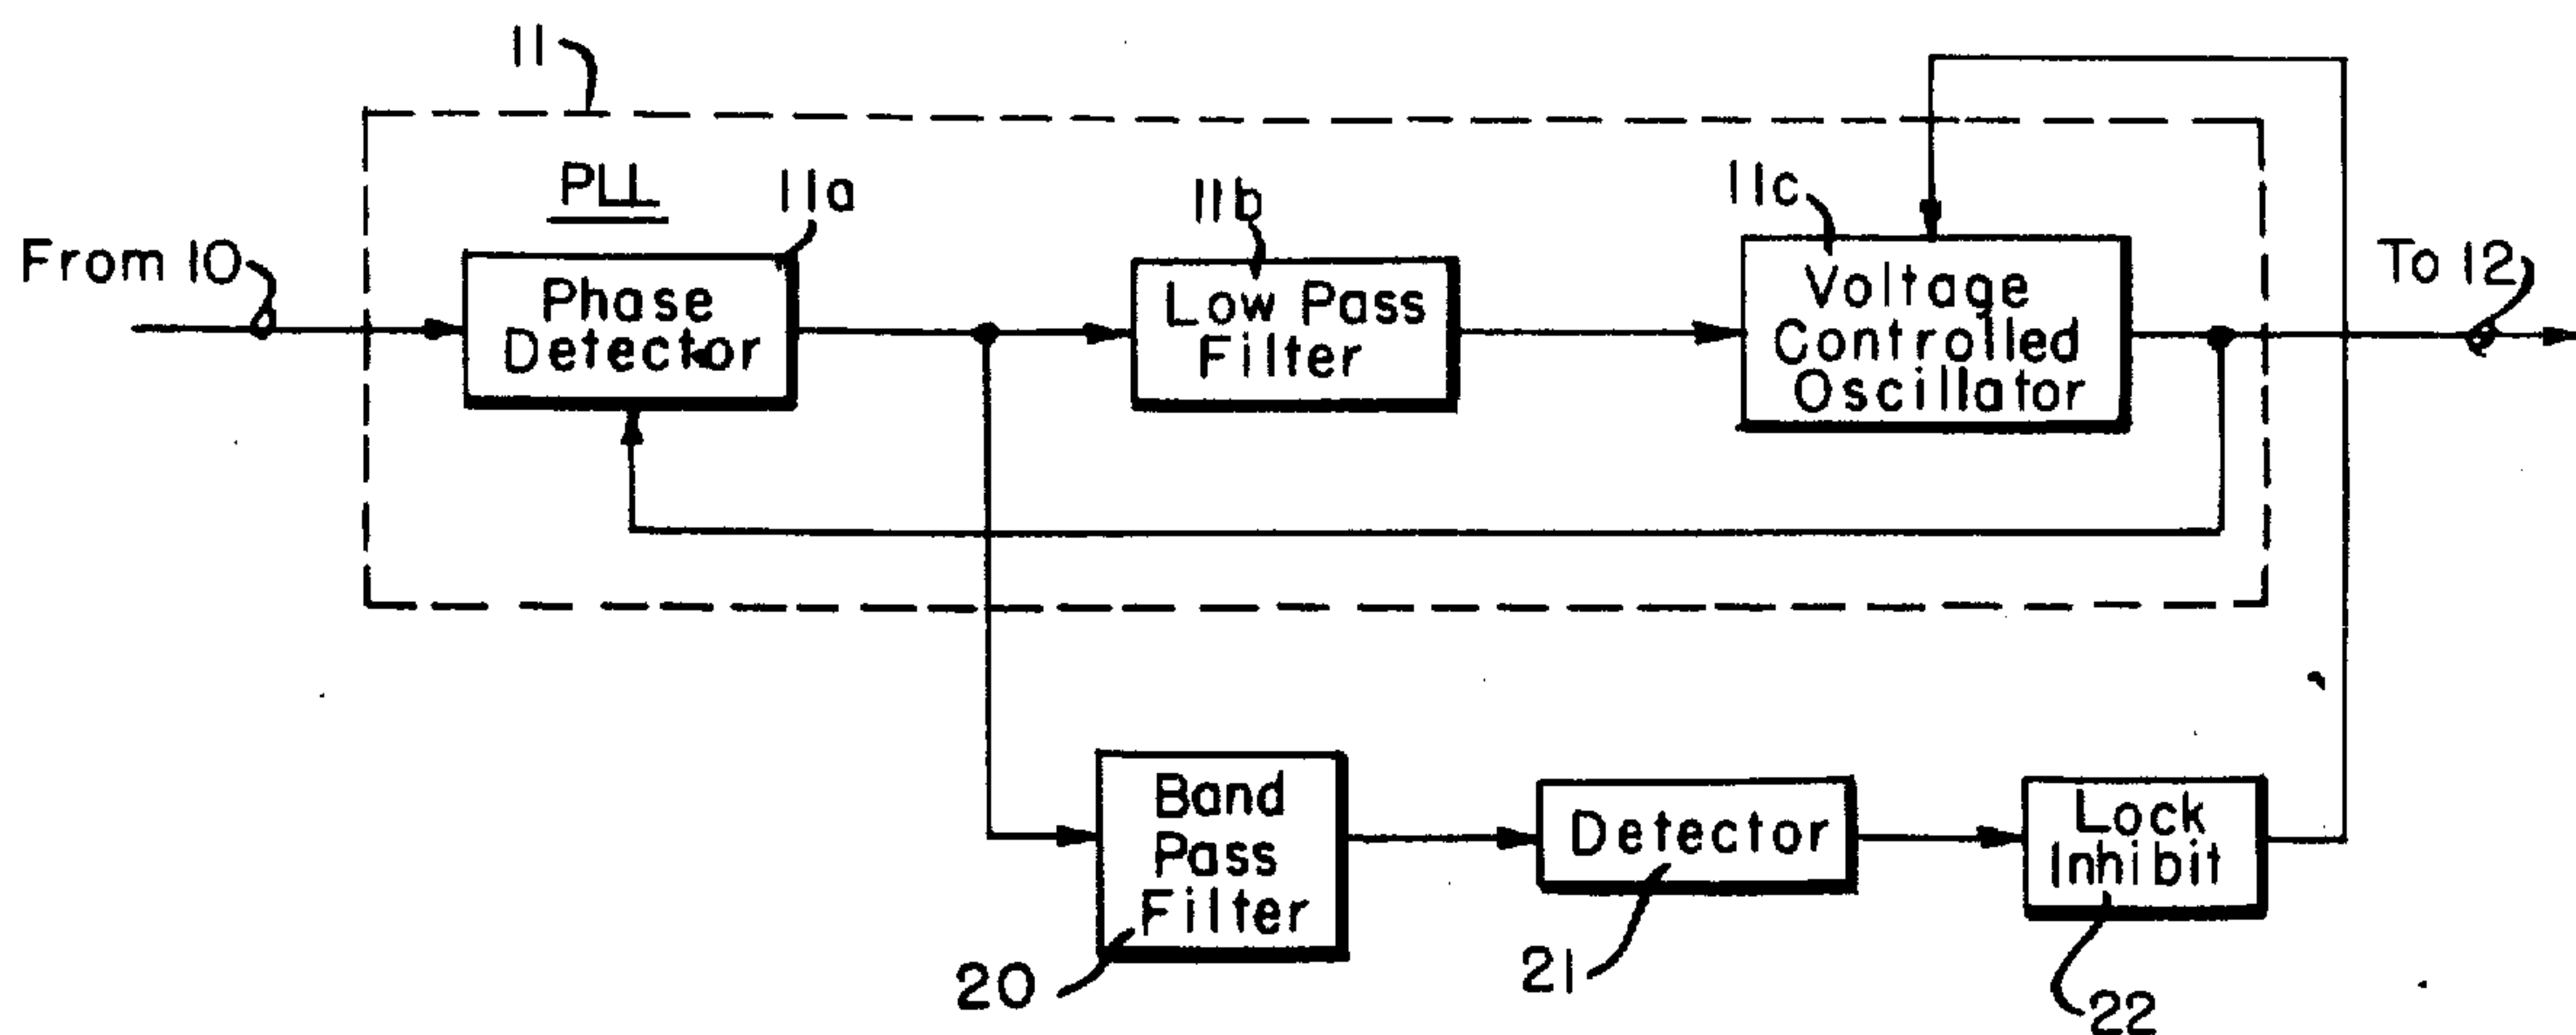 11
PLL
11a
11b
11c
From 10
To 12
Phase
Detector
Low Pass
Filter
Voltage
Controlled
Oscillator
Band
Pass
Filter
Detector
Lock
Inhibit
20
21
22